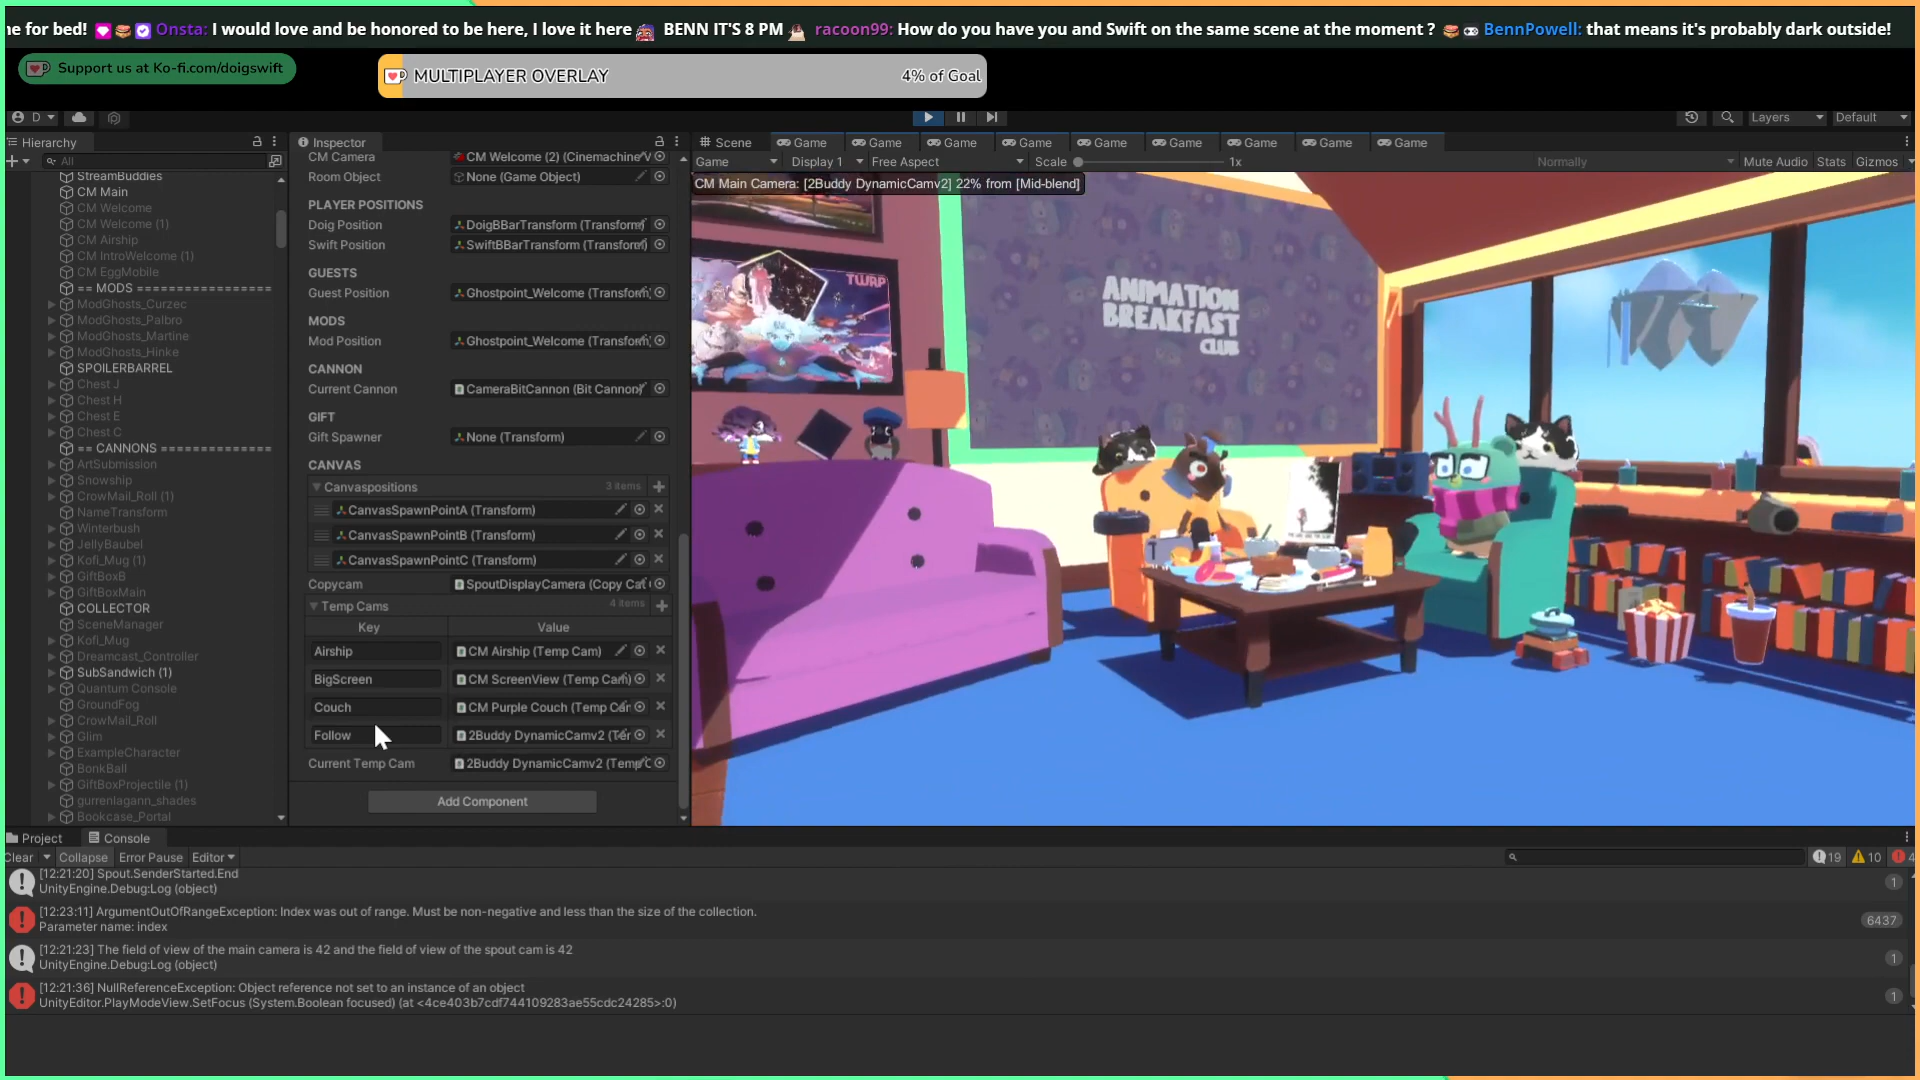 ne for bed! Onsta: I would love and be honored to be here, I love it here BENN IT'S 8 PM racoon99: How do you have you and Swift on the same scene at the moment ? BennPowell: that means it's probably dark outside!
Support us at Ko-fi.com/doigswift
MULTIPLAYER OVERLAY 4% of Goal
D Layers Default
Hierarchy
All
StreamBuddies
CM Main
CM Welcome
CM Welcome (1)
CM Airship
CM IntroWelcome (1)
CM EggMobile
== MODS ================
ModGhosts_Curzec
ModGhosts_Palbro
ModGhosts_Martine
ModGhosts_Hinke
SPOILERBARREL
Chest J
Chest H
Chest E
Chest C
== CANNONS =============
ArtSubmission
Snowship
CrowMail_Roll (1)
NameTransform
Winterbush
JellyBaubel
Kofi_Mug (1)
GiftBoxB
GiftBoxMain
COLLECTOR
SceneManager
Kofi_Mug
Dreamcast_Controller
SubSandwich (1)
Quantum Console
GroundFog
CrowMail_Roll
Glim
ExampleCharacter
BonkBall
GiftBoxProjectile (1)
gurrenlagann_shades
Bookcase_Portal
Inspector
CM Camera CM Welcome (2) (CinemachineV
Room Object None (Game Object)
PLAYER POSITIONS
Doig Position DoigBBarTransform (Transform)
Swift Position SwiftBBarTransform (Transform)
GUESTS
Guest Position Ghostpoint_Welcome (Transform)
MODS
Mod Position Ghostpoint_Welcome (Transform)
CANNON
Current Cannon CameraBitCannon (Bit Cannon)
GIFT
Gift Spawner None (Transform)
CANVAS
Canvaspositions 3 items
CanvasSpawnPointA (Transform)
CanvasSpawnPointB (Transform)
CanvasSpawnPointC (Transform)
Copycam SpoutDisplayCamera (Copy Ca
Temp Cams 4 items
Key Value
Airship CM Airship (Temp Cam)
BigScreen CM ScreenView (Temp Cam)
Couch CM Purple Couch (Temp Car
Follow 2Buddy DynamicCamv2 (Ter
Current Temp Cam 2Buddy DynamicCamv2 (Temp C
Add Component
Scene Game Game Game Game Game Game Game Game Game
Game Display 1 Free Aspect Scale 1x Normally Mute Audio Stats Gizmos
CM Main Camera: [2Buddy DynamicCamv2] 22% from [Mid-blend]
TWRP
ANIMATION
BREAKFAST
CLUB
Project Console
Clear Collapse Error Pause Editor 19 10 4
[12:21:20] Spout.SenderStarted.End
UnityEngine.Debug:Log (object)
1
[12:23:11] ArgumentOutOfRangeException: Index was out of range. Must be non-negative and less than the size of the collection.
Parameter name: index
6437
[12:21:23] The field of view of the main camera is 42 and the field of view of the spout cam is 42
UnityEngine.Debug:Log (object)
1
[12:21:36] NullReferenceException: Object reference not set to an instance of an object
UnityEditor.PlayModeView.SetFocus (System.Boolean focused) (at <4ce403b7cdf744109283ae55cdc24285>:0)
1